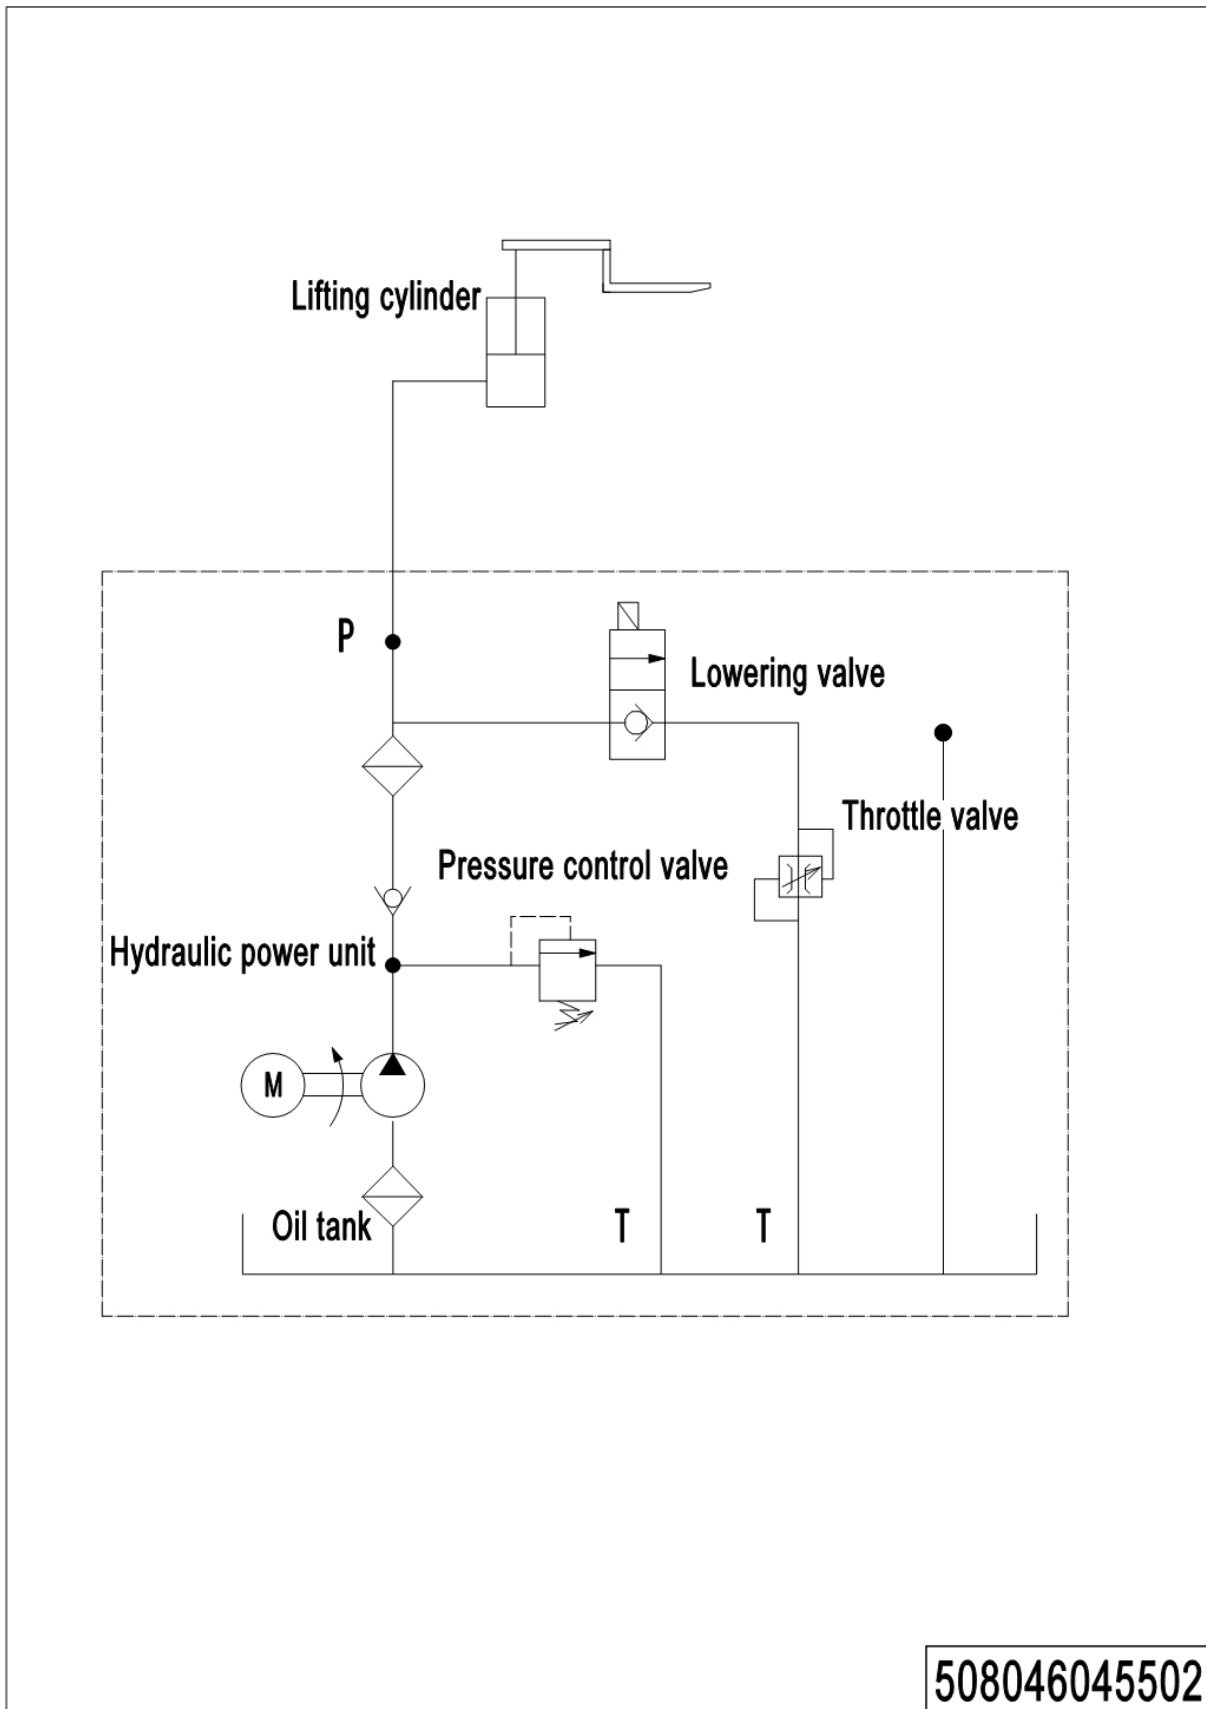 Lifting cylinder
P
Lowering valve
Throttle valve
Pressure control valve
Hydraulic power unit
M
Oil tank
T
T
508046045502